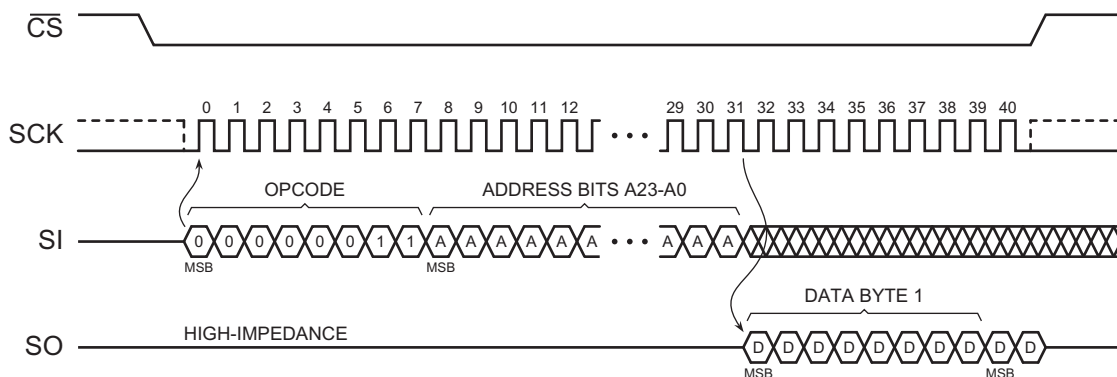 CS
0 1 2 3 4 5 6 7 8 9 10 11 12 29 30 31 32 33 34 35 36 37 38 39 40
SCK
OPCODE ADDRESS BITS A23-A0
SI 0 0 0 0 0 0 1 1 A A A A A A A A A
MSB MSB
DATA BYTE 1
HIGH-IMPEDANCE
SO D D D D D D D D D D
MSB MSB